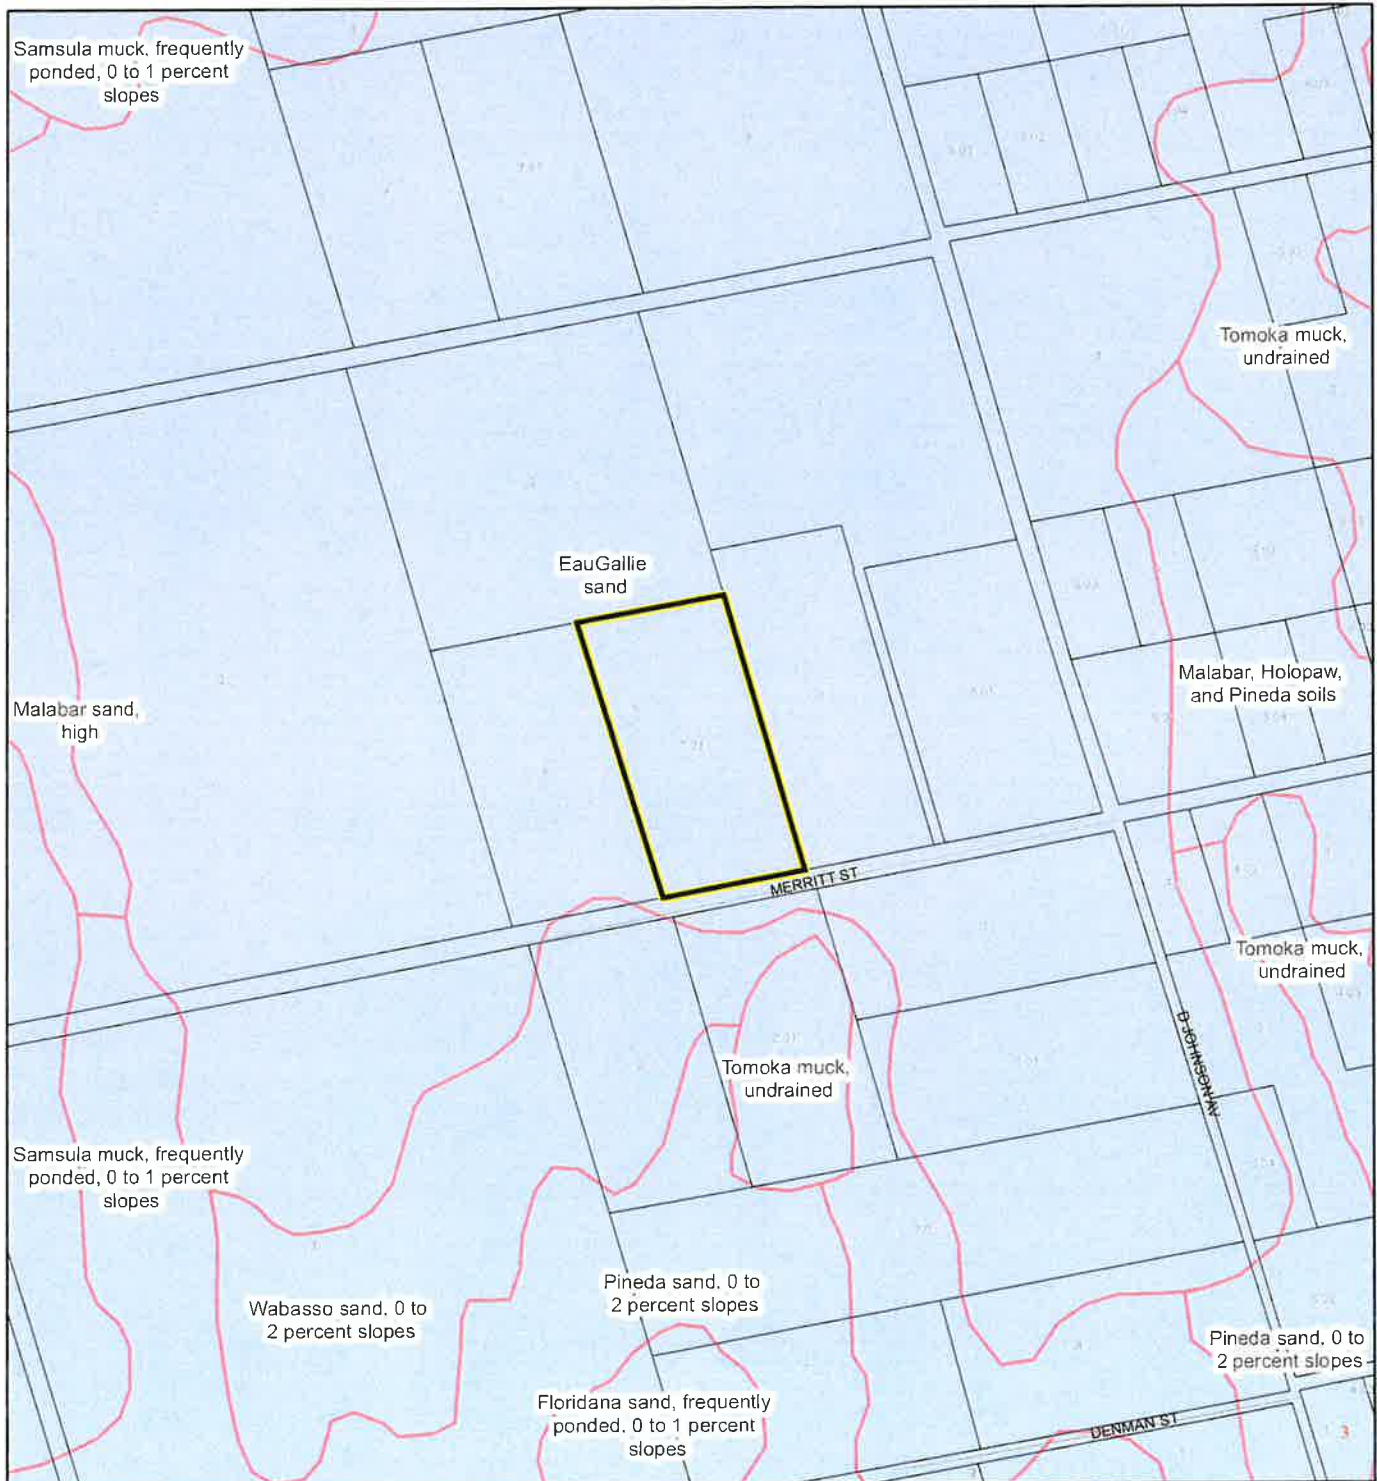 Samsula muck, frequently
ponded, 0 to 1 percent
slopes
Tomoka muck,
undrained
EauGallie
sand
Malabar, Holopaw,
and Pineda soils
Malabar sand,
high
MERRITT ST
Tomoka muck,
undrained
D JOHNSON AV
Tomoka muck,
undrained
Samsula muck, frequently
ponded, 0 to 1 percent
slopes
Pineda sand, 0 to
2 percent slopes
Wabasso sand, 0 to
2 percent slopes
Pineda sand, 0 to
2 percent slopes
Floridana sand, frequently
ponded, 0 to 1 percent
slopes
DENMAN ST
3